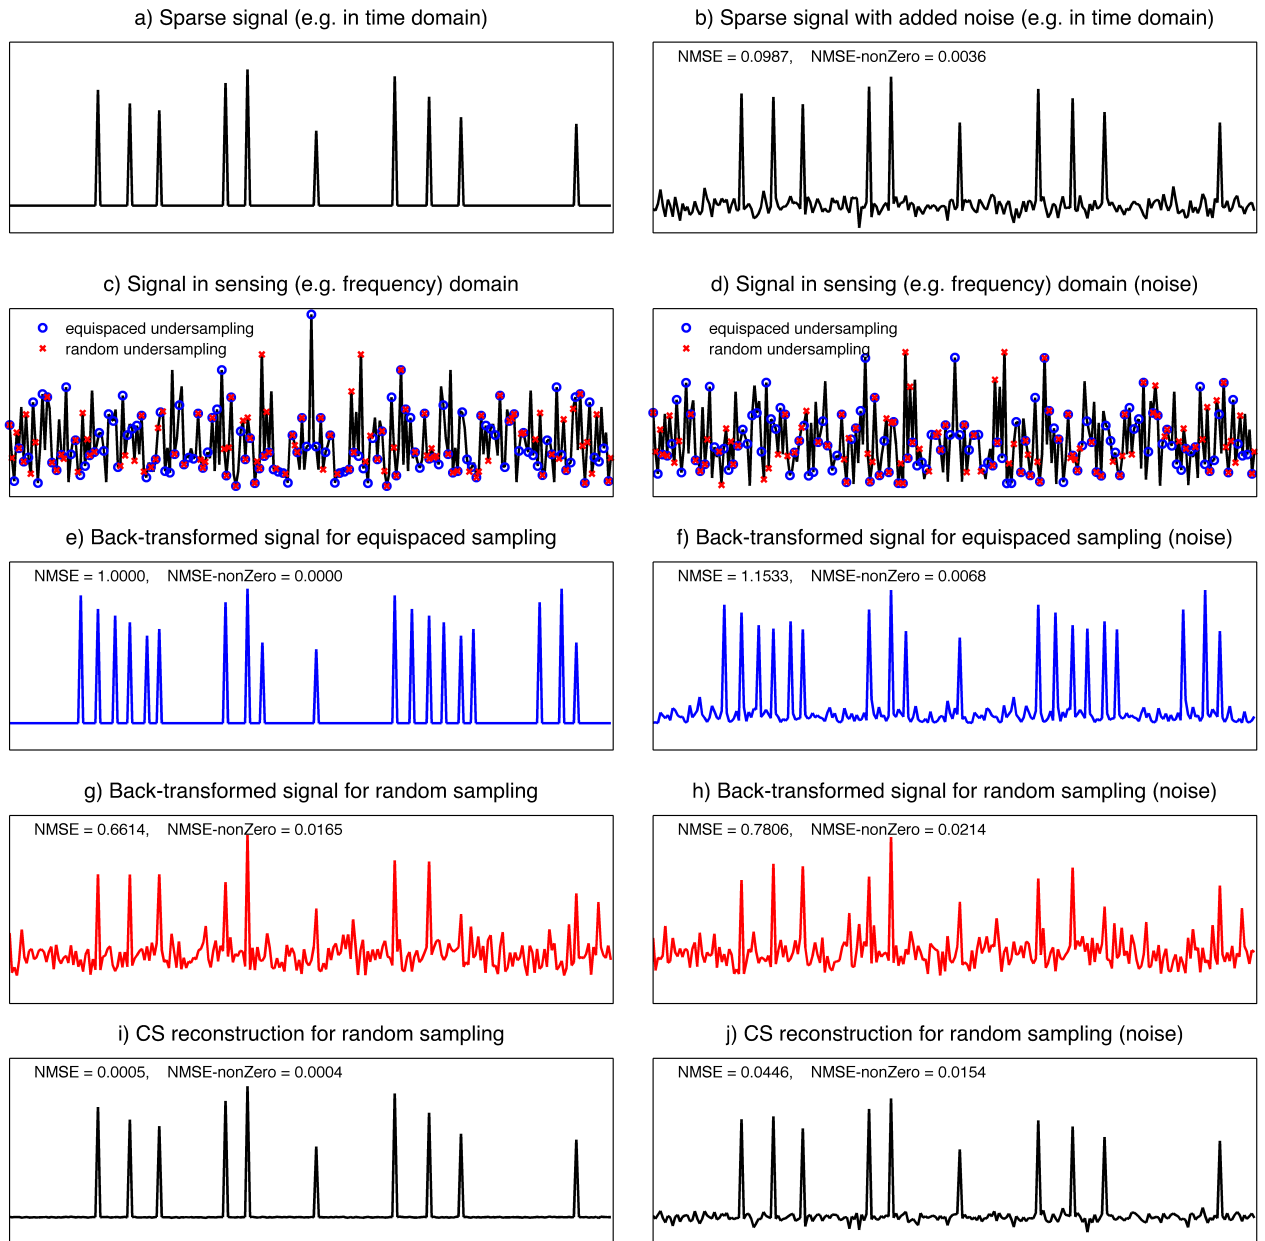 a) Sparse signal (e.g. in time domain)
b) Sparse signal with added noise (e.g. in time domain)
NMSE = 0.0987, NMSE-nonZero = 0.0036
c) Signal in sensing (e.g. frequency) domain
equispaced undersampling
random undersampling
d) Signal in sensing (e.g. frequency) domain (noise)
equispaced undersampling
random undersampling
e) Back-transformed signal for equispaced sampling
NMSE = 1.0000, NMSE-nonZero = 0.0000
f) Back-transformed signal for equispaced sampling (noise)
NMSE = 1.1533, NMSE-nonZero = 0.0068
g) Back-transformed signal for random sampling
NMSE = 0.6614, NMSE-nonZero = 0.0165
h) Back-transformed signal for random sampling (noise)
NMSE = 0.7806, NMSE-nonZero = 0.0214
i) CS reconstruction for random sampling
NMSE = 0.0005, NMSE-nonZero = 0.0004
j) CS reconstruction for random sampling (noise)
NMSE = 0.0446, NMSE-nonZero = 0.0154